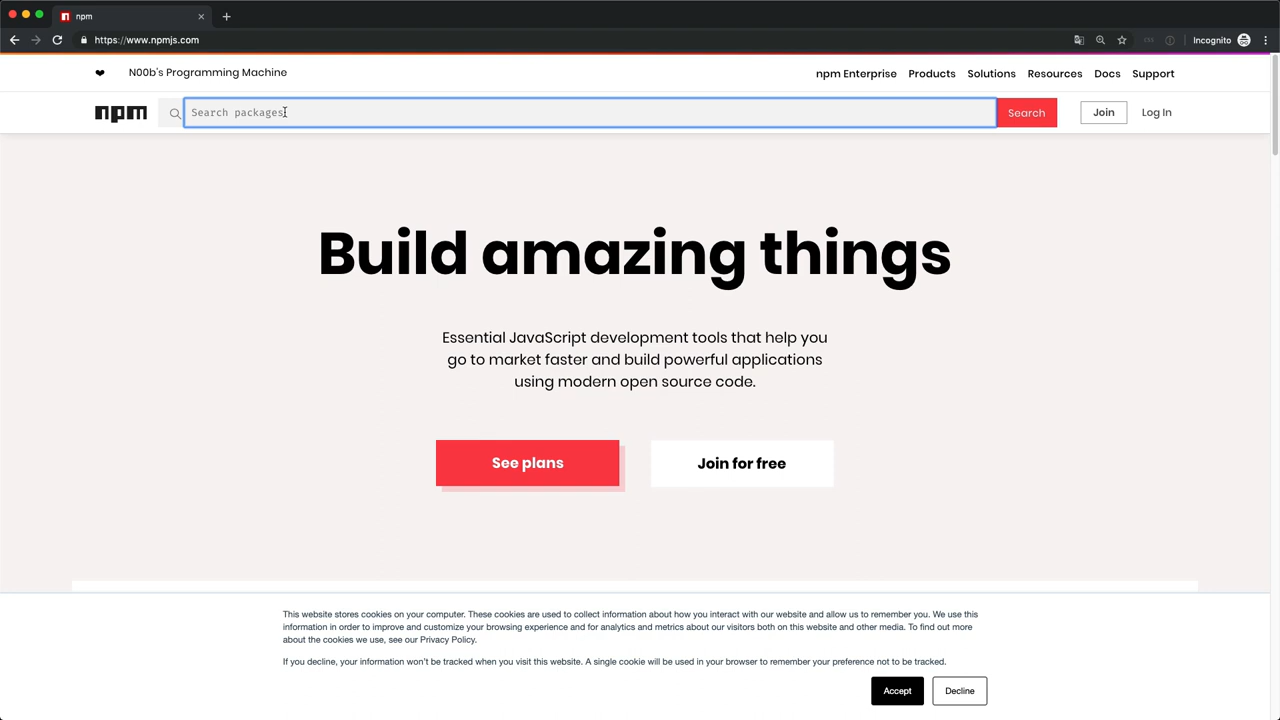 npm
https://www.npmjs.com
Incognito
N00b's Programming Machine
npm Enterprise Products Solutions Resources Docs Support
npm Search packages Search Join Log In
Build amazing things
Essential JavaScript development tools that help you
go to market faster and build powerful applications
using modern open source code.
See plans Join for free
This website stores cookies on your computer. These cookies are used to collect information about how you interact with our website and allow us to remember you. We use this
information in order to improve and customize your browsing experience and for analytics and metrics about our visitors both on this website and other media. To find out more
about the cookies we use, see our Privacy Policy.
If you decline, your information won't be tracked when you visit this website. A single cookie will be used in your browser to remember your preference not to be tracked.
Accept Decline